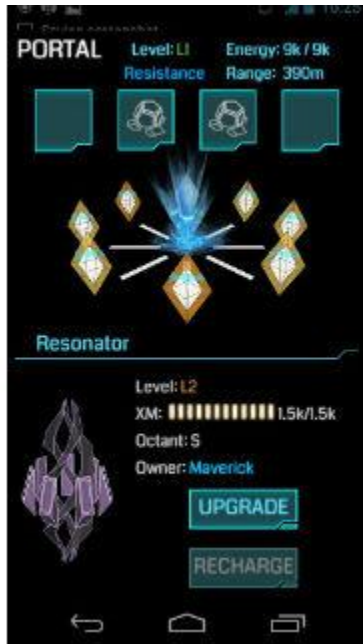 PORTAL
Level: L1
Energy: 9k / 9k
Resistance
Range: 390m
Resonator
Level: L2
XM: 1.5k/1.5k
Octant: S
Owner: Maverick
UPGRADE
RECHARGE